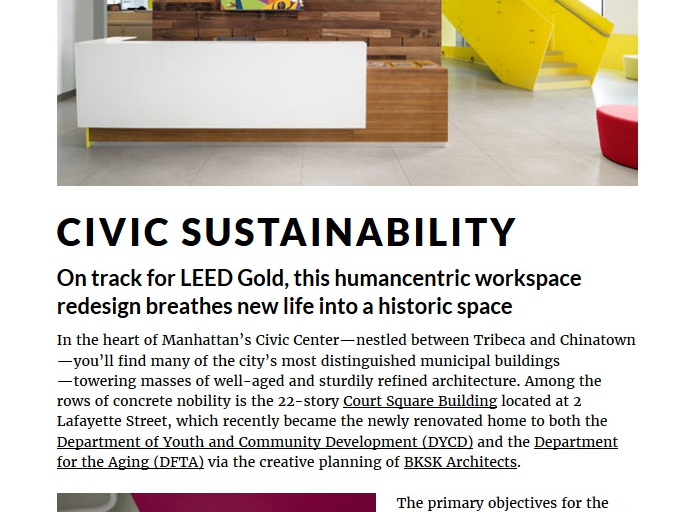 CIVIC SUSTAINABILITY
On track for LEED Gold, this humancentric workspace
redesign breathes new life into a historic space
In the heart of Manhattan’s Civic Center—nestled between Tribeca and Chinatown
—you’ll find many of the city’s most distinguished municipal buildings
—towering masses of well-aged and sturdily refined architecture. Among the
rows of concrete nobility is the 22-story Court Square Building located at 2
Lafayette Street, which recently became the newly renovated home to both the
Department of Youth and Community Development (DYCD) and the Department
for the Aging (DFTA) via the creative planning of BKSK Architects.
The primary objectives for the